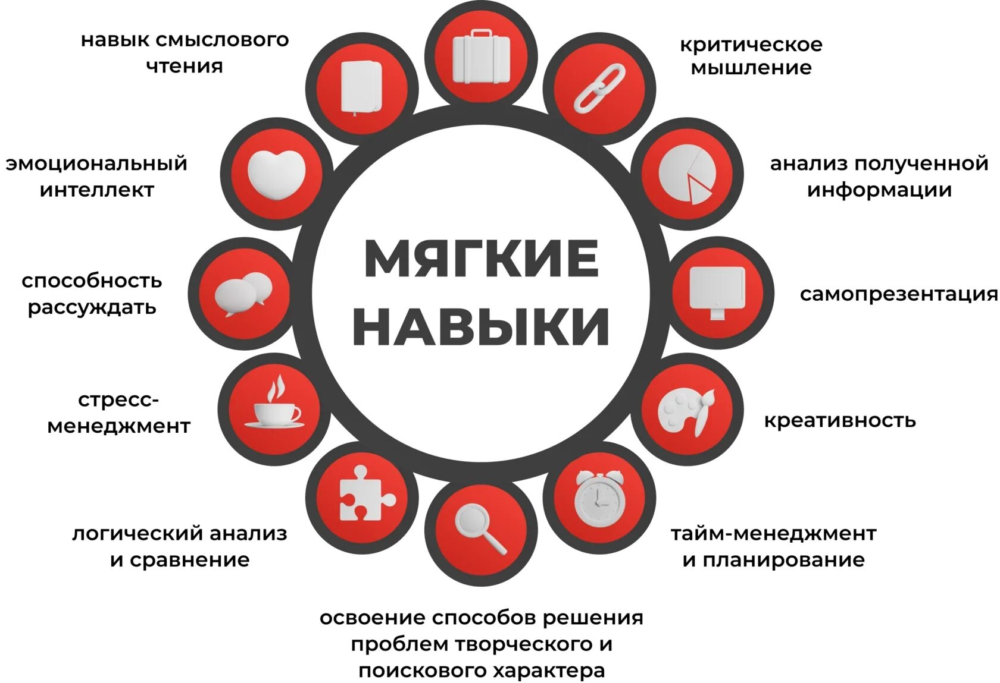 навык смыслового
чтения
критическое
мышление
эмоциональный
интеллект
анализ полученной
информации
МЯГКИЕ
НАВЫКИ
способность
рассуждать
самопрезентация
стресс-
менеджмент
креативность
логический анализ
и сравнение
тайм-менеджмент
и планирование
освоение способов решения
проблем творческого и
поискового характера